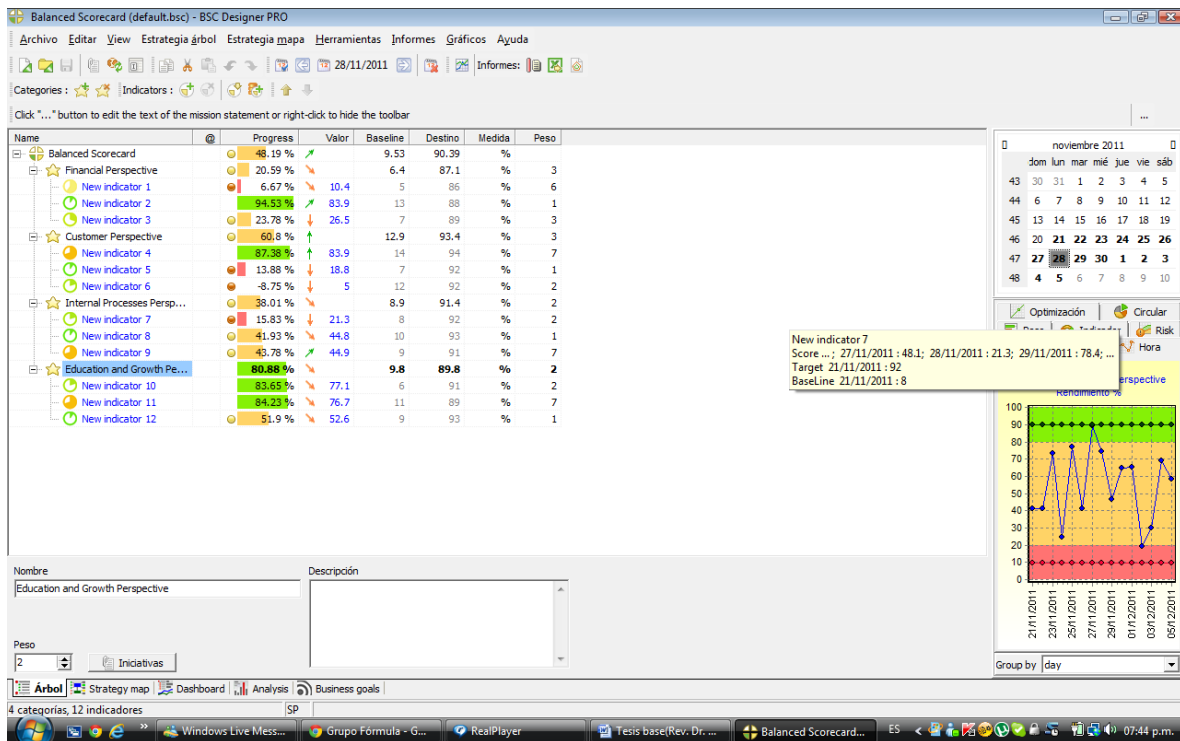 Balanced Scorecard (default.bsc) - BSC Designer PRO
Archivo Editar View Estrategia árbol Estrategia mapa Herramientas Informes Gráficos Ayuda
28/11/2011 Informes:
Categories : Indicators :
Click "..." button to edit the text of the mission statement or right-click to hide the toolbar ...
Name @ Progress Valor Baseline Destino Medida Peso
Balanced Scorecard 48.19 % 9.53 90.39 %
Financial Perspective 20.59 % 6.4 87.1 % 3
New indicator 1 6.67 % 10.4 5 86 % 6
New indicator 2 94.53 % 83.9 13 88 % 1
New indicator 3 23.78 % 26.5 7 89 % 3
Customer Perspective 60.8 % 12.9 93.4 % 3
New indicator 4 87.38 % 83.9 14 94 % 7
New indicator 5 13.88 % 18.8 7 92 % 1
New indicator 6 -8.75 % 5 12 92 % 2
Internal Processes Persp... 38.01 % 8.9 91.4 % 2
New indicator 7 15.83 % 21.3 8 92 % 2
New indicator 8 41.93 % 44.8 10 93 % 1
New indicator 9 43.78 % 44.9 9 91 % 7
Education and Growth Pe... 80.88 % 9.8 89.8 % 2
New indicator 10 83.65 % 77.1 6 91 % 2
New indicator 11 84.23 % 76.7 11 89 % 7
New indicator 12 51.9 % 52.6 9 93 % 1
noviembre 2011
dom lun mar mié jue vie sáb
43 30 31 1 2 3 4 5
44 6 7 8 9 10 11 12
45 13 14 15 16 17 18 19
46 20 21 22 23 24 25 26
47 27 28 29 30 1 2 3
48 4 5 6 7 8 9 10
Optimización Circular
Risk
Hora
New indicator 7
Score ... ; 27/11/2011 : 48.1; 28/11/2011 : 21.3; 29/11/2011 : 78.4; ...
Target 21/11/2011 : 92
BaseLine 21/11/2011 : 8
erspective
Rendimiento %
100
90
80
70
60
50
40
30
20
10
0
21/11/2011
23/11/2011
25/11/2011
27/11/2011
29/11/2011
01/12/2011
03/12/2011
05/12/2011
Group by day
Nombre Descripción
Education and Growth Perspective
Peso
2 Iniciativas
Árbol Strategy map Dashboard Analysis Business goals
4 categorías, 12 indicadores SP
Windows Live Mess... Grupo Fórmula - G... RealPlayer Tesis base(Rev. Dr. ... Balanced Scorecard... ES 07:44 p.m.